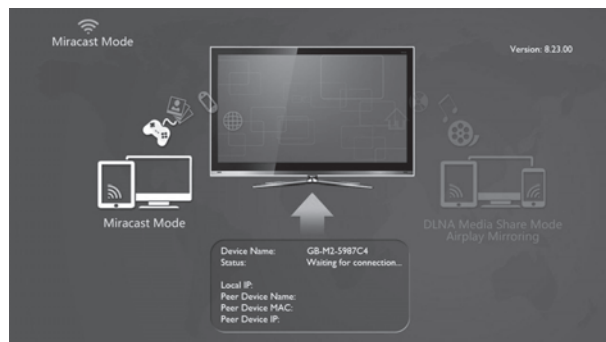 Miracast Mode
Version: 8.23.00
Miracast Mode
DLNA Media Share Mode
Airplay Mirroring
Device Name: GB-M2-5987C4
Status: Waiting for connection...
Local IP:
Peer Device Name:
Peer Device MAC:
Peer Device IP: